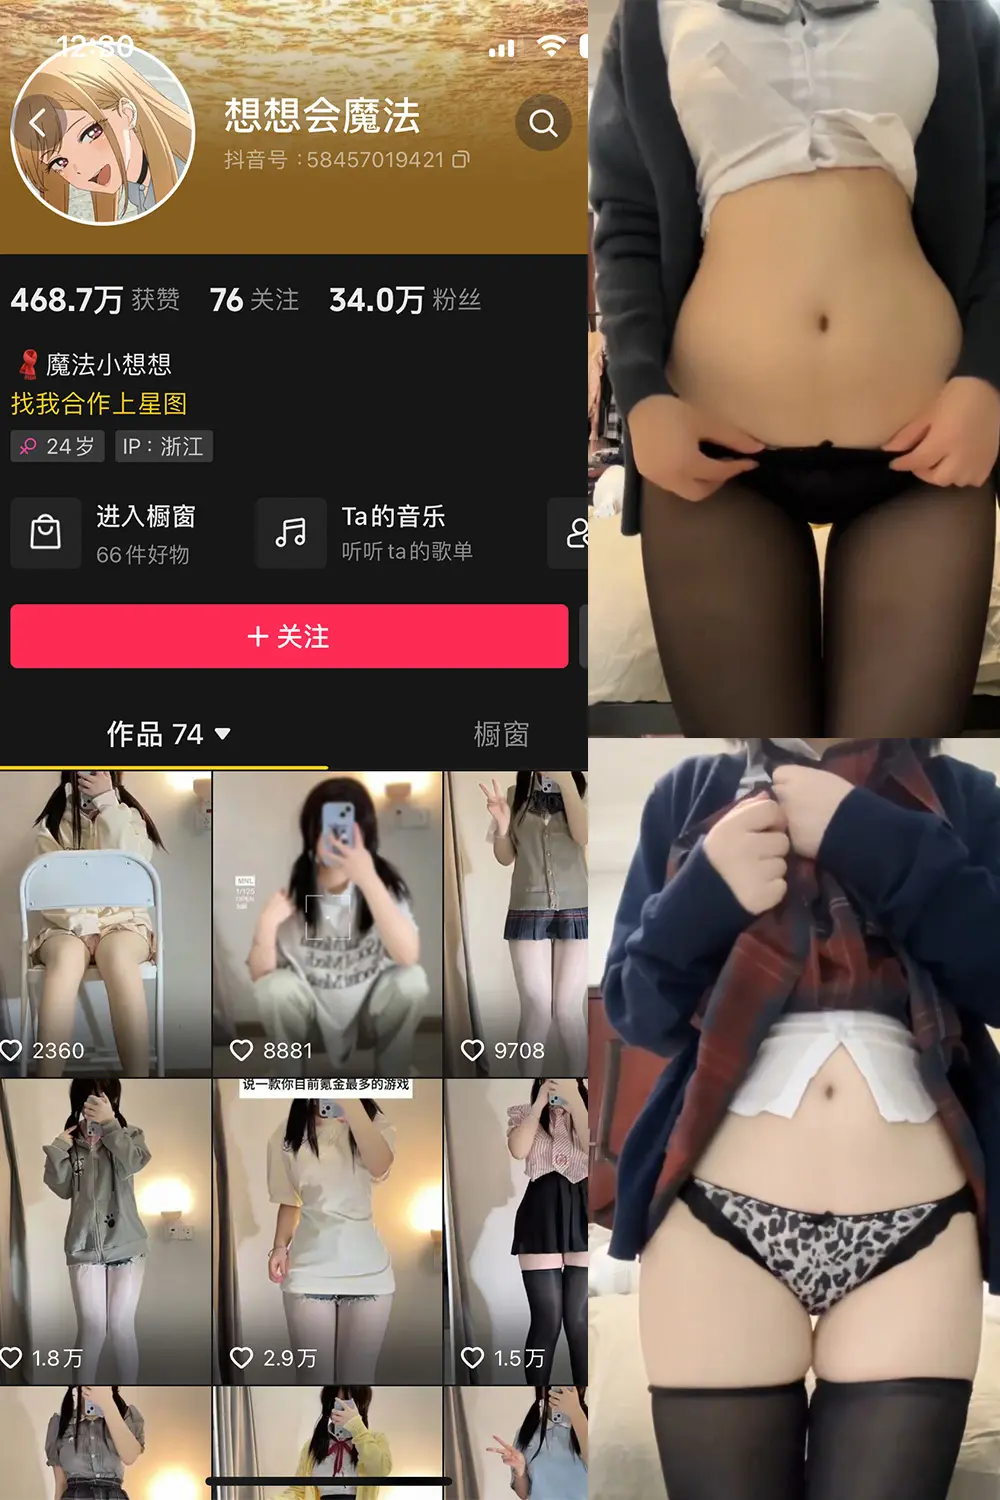 12:30
想想会魔法
抖音号：58457019421
468.7万 获赞 76 关注 34.0万 粉丝
魔法小想想
找我合作上星图
24岁 IP：浙江
进入橱窗
66件好物
Ta的音乐
听听ta的歌单
+ 关注
作品 74
橱窗
MNL
1/125
OPEN
2360
8881
9708
说一款你目前氪金最多的游戏
1.8万
2.9万
1.5万